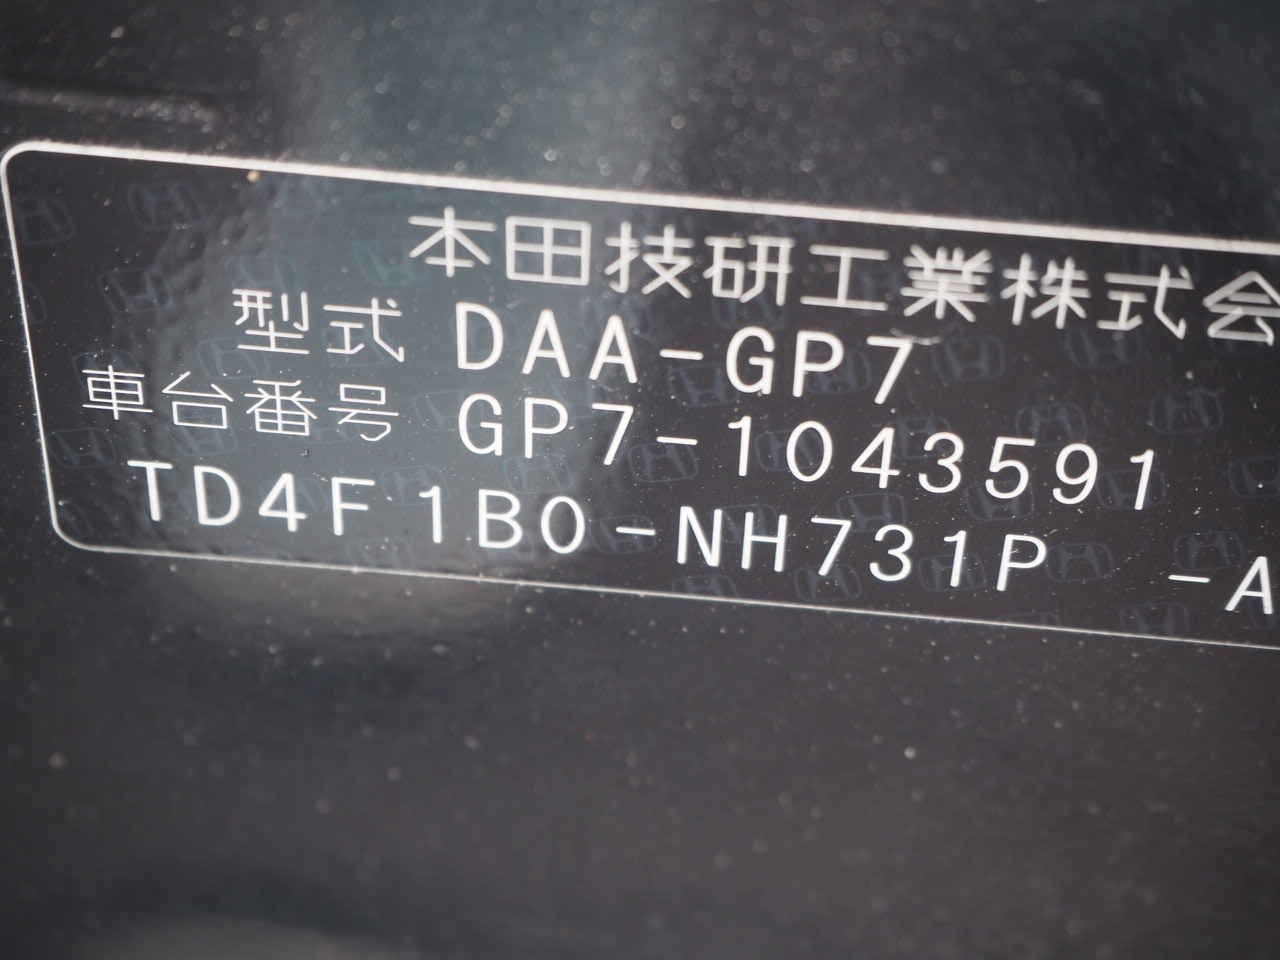 本田技研工業株式会
型式 DAA-GP7
車台番号 GP7-1043591
TD4F1B0-NH731P -A